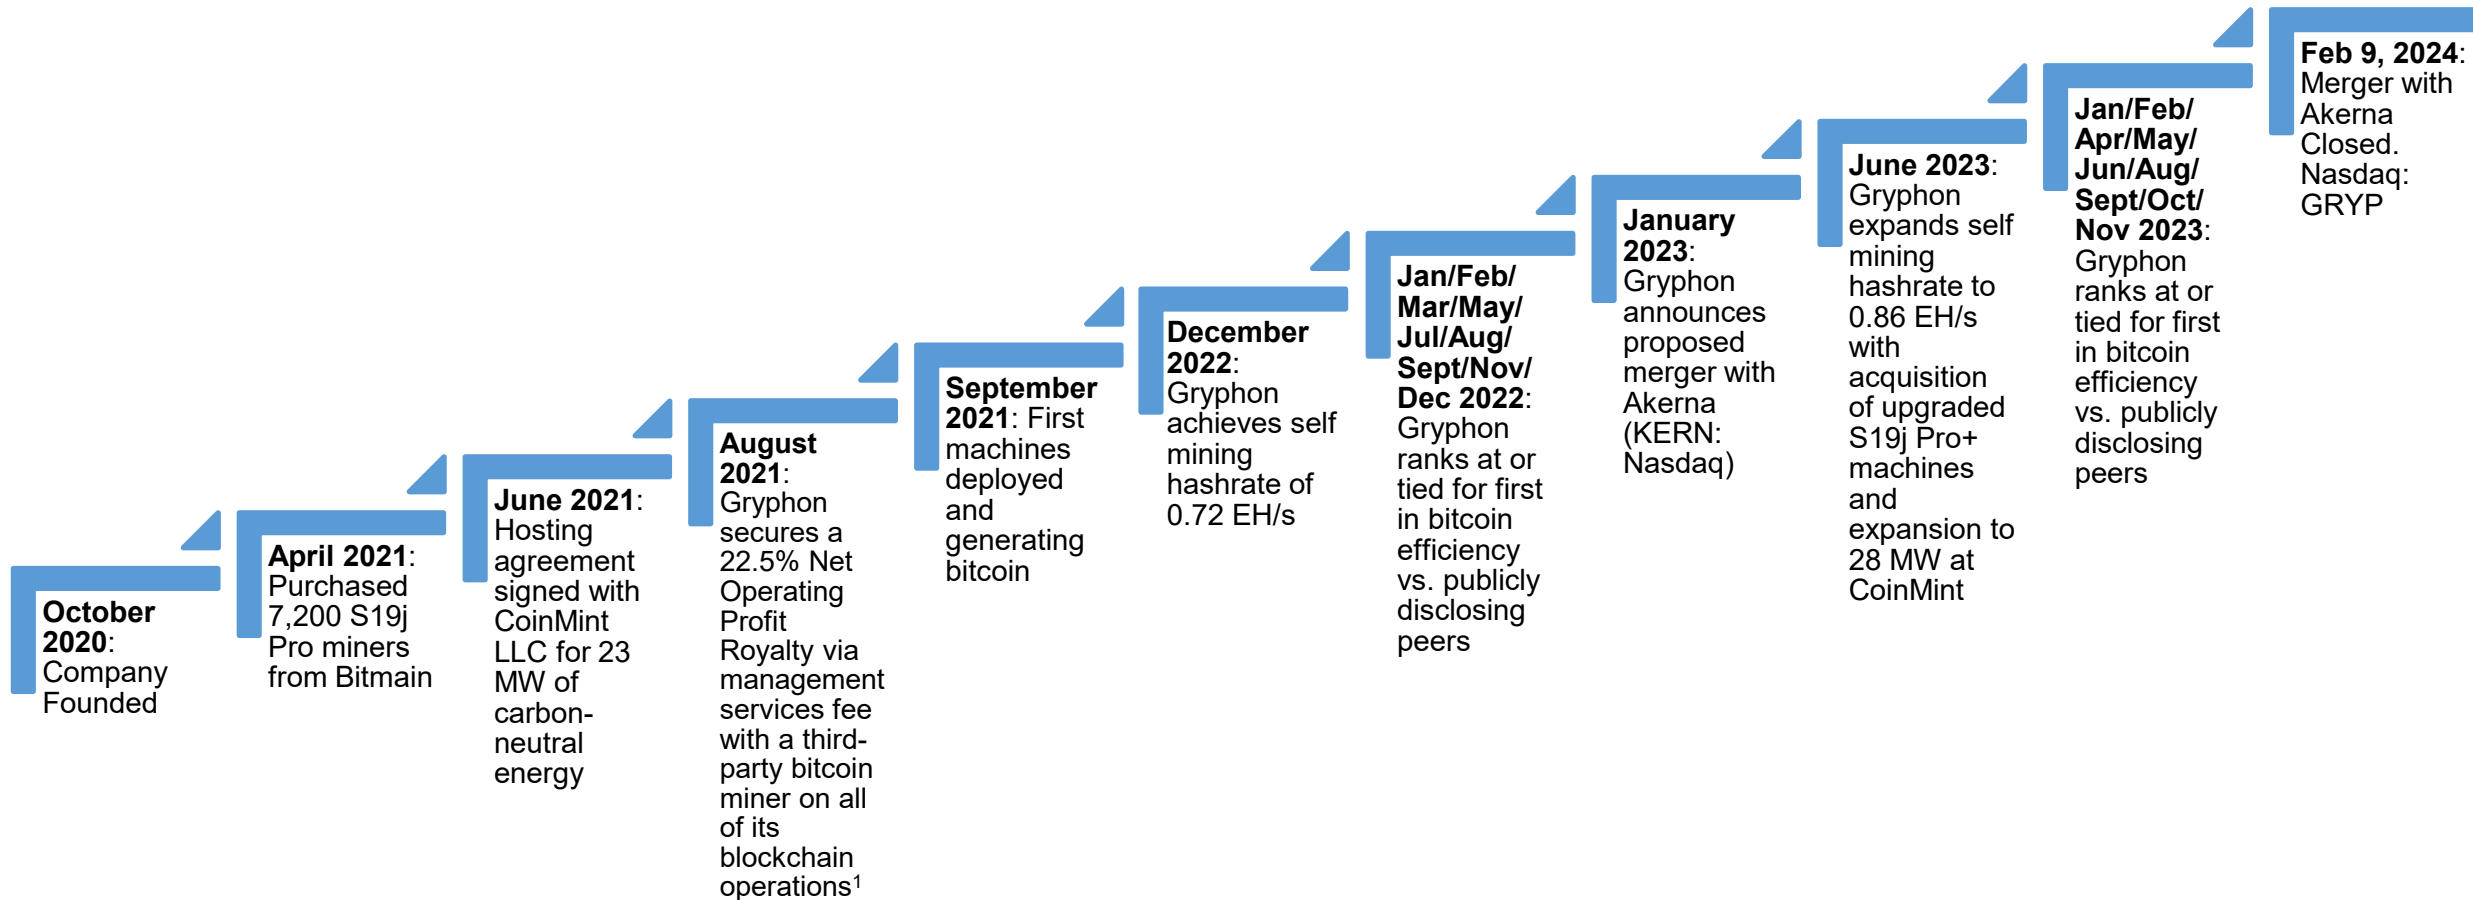 October
2020:
Company
Founded
April 2021:
Purchased
7,200 S19j
Pro miners
from Bitmain
June 2021:
Hosting
agreement
signed with
CoinMint
LLC for 23
MW of
carbon-
neutral
energy
August
2021:
Gryphon
secures a
22.5% Net
Operating
Profit
Royalty via
management
services fee
with a third-
party bitcoin
miner on all
of its
blockchain
operations¹
September
2021: First
machines
deployed
and
generating
bitcoin
December
2022:
Gryphon
achieves self
mining
hashrate of
0.72 EH/s
Jan/Feb/
Mar/May/
Jul/Aug/
Sept/Nov/
Dec 2022:
Gryphon
ranks at or
tied for first
in bitcoin
efficiency
vs. publicly
disclosing
peers
January
2023:
Gryphon
announces
proposed
merger with
Akerna
(KERN:
Nasdaq)
June 2023:
Gryphon
expands self
mining
hashrate to
0.86 EH/s
with
acquisition
of upgraded
S19j Pro+
machines
and
expansion to
28 MW at
CoinMint
Jan/Feb/
Apr/May/
Jun/Aug/
Sept/Oct/
Nov 2023:
Gryphon
ranks at or
tied for first
in bitcoin
efficiency
vs. publicly
disclosing
peers
Feb 9, 2024:
Merger with
Akerna
Closed.
Nasdaq:
GRYP